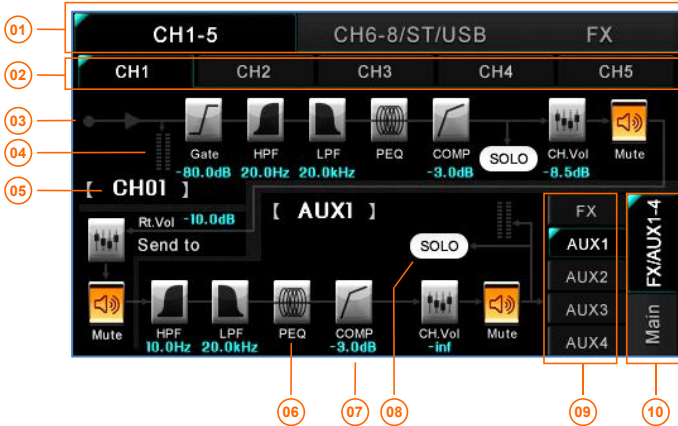 01
CH1-5 CH6-8/ST/USB FX
02
CH1 CH2 CH3 CH4 CH5
03
04
Gate HPF LPF PEQ COMP SOLO CH.Vol Mute
-80.0dB 20.0Hz 20.0kHz -3.0dB -8.5dB
05
[ CH01 ]
Rt.Vol -10.0dB
Send to
[ AUX1 ]
SOLO
FX
AUX1
AUX2
AUX3
AUX4
FX/AUX1-4
Main
Mute HPF LPF PEQ COMP CH,Vol Mute
10.0Hz 20.0kHz -3.0dB -inf
06 07 08 09 10